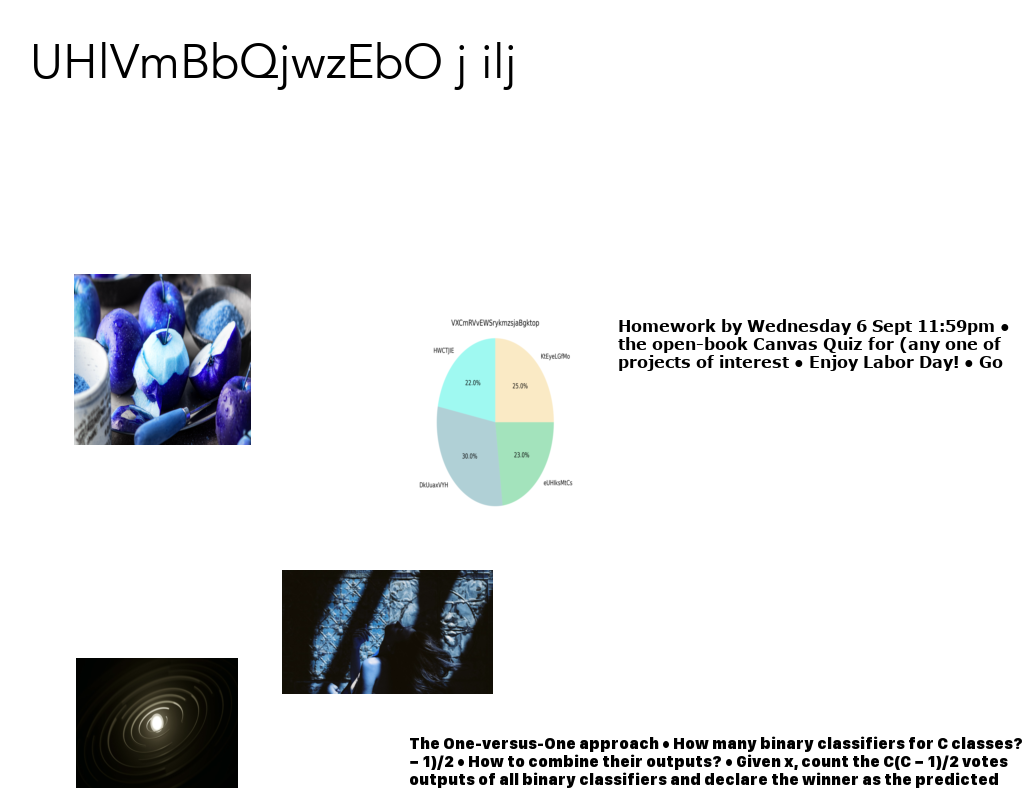 UHlVmBbQjwzEbO j ilj
VXCmRVvEWSrykmzsjaBgktop
HWCTJIE
KtEyeLGfMo
22.0%
25.0%
30.0%
23.0%
DkUuaxVYH
eUHlksMtCs
Homework by Wednesday 6 Sept 11:59pm •
the open-book Canvas Quiz for (any one of
projects of interest • Enjoy Labor Day! • Go
The One-versus-One approach • How many binary classifiers for C classes?
– 1)/2 • How to combine their outputs? • Given x, count the C(C – 1)/2 votes
outputs of all binary classifiers and declare the winner as the predicted